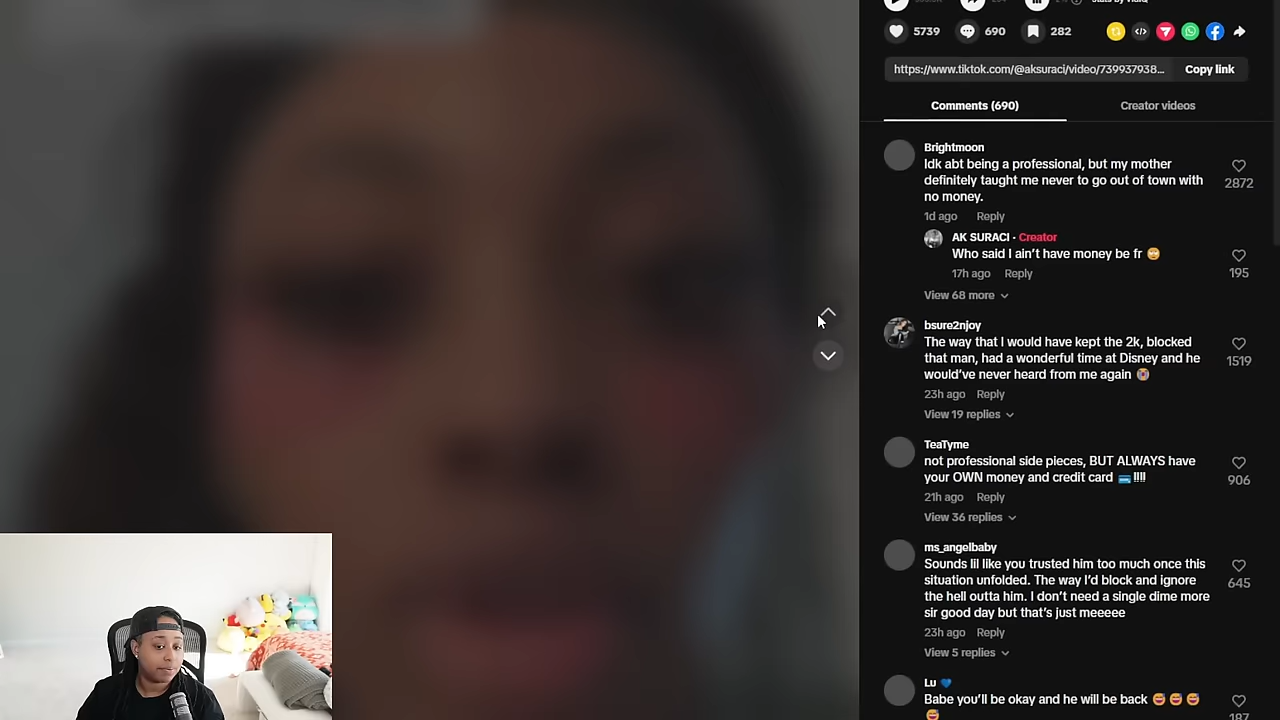 5739
690
282
https://www.tiktok.com/@aksuraci/video/739937938...
Copy link
Comments (690)
Creator videos
Brightmoon
Idk abt being a professional, but my mother
definitely taught me never to go out of town with
no money.
2872
1d ago Reply
AK SURACI · Creator
Who said I ain't have money be fr 🙄
195
17h ago Reply
View 68 more
bsure2njoy
The way that I would have kept the 2k, blocked
that man, had a wonderful time at Disney and he
would've never heard from me again 😭
1519
23h ago Reply
View 19 replies
TeaTyme
not professional side pieces, BUT ALWAYS have
your OWN money and credit card 💳!!!!
906
21h ago Reply
View 36 replies
ms_angelbaby
Sounds lil like you trusted him too much once this
situation unfolded. The way I'd block and ignore
the hell outta him. I don't need a single dime more
sir good day but that's just meeeee
645
23h ago Reply
View 5 replies
Lu 💙
Babe you'll be okay and he will be back 😅😅😅
😅
187